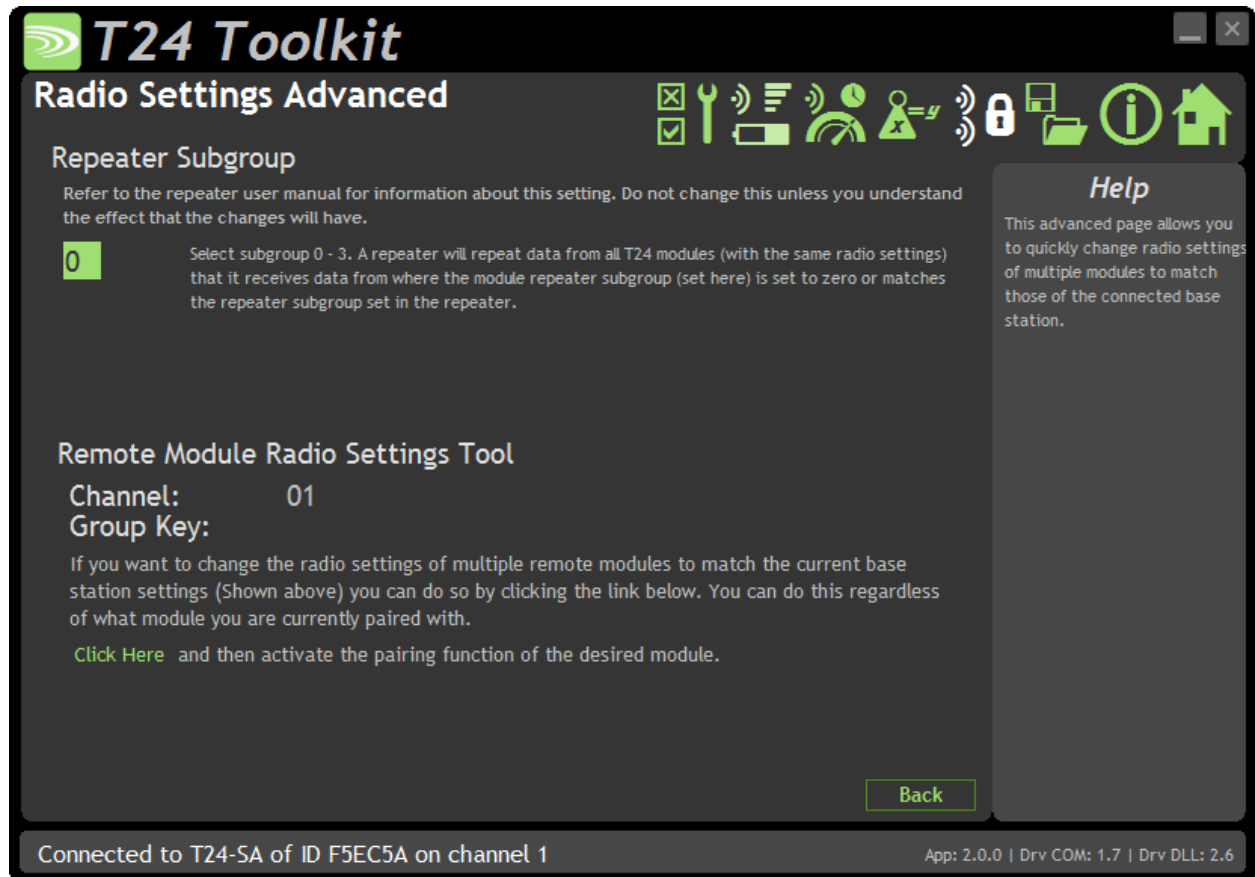 T24 Toolkit
Radio Settings Advanced
x=y
Repeater Subgroup
Refer to the repeater user manual for information about this setting. Do not change this unless you understand
the effect that the changes will have.
0
Select subgroup 0 - 3. A repeater will repeat data from all T24 modules (with the same radio settings)
that it receives data from where the module repeater subgroup (set here) is set to zero or matches
the repeater subgroup set in the repeater.
Remote Module Radio Settings Tool
Channel: 01
Group Key:
If you want to change the radio settings of multiple remote modules to match the current base
station settings (Shown above) you can do so by clicking the link below. You can do this regardless
of what module you are currently paired with.
Click Here and then activate the pairing function of the desired module.
Back
Help
This advanced page allows you
to quickly change radio settings
of multiple modules to match
those of the connected base
station.
Connected to T24-SA of ID F5EC5A on channel 1
App: 2.0.0 | Drv COM: 1.7 | Drv DLL: 2.6